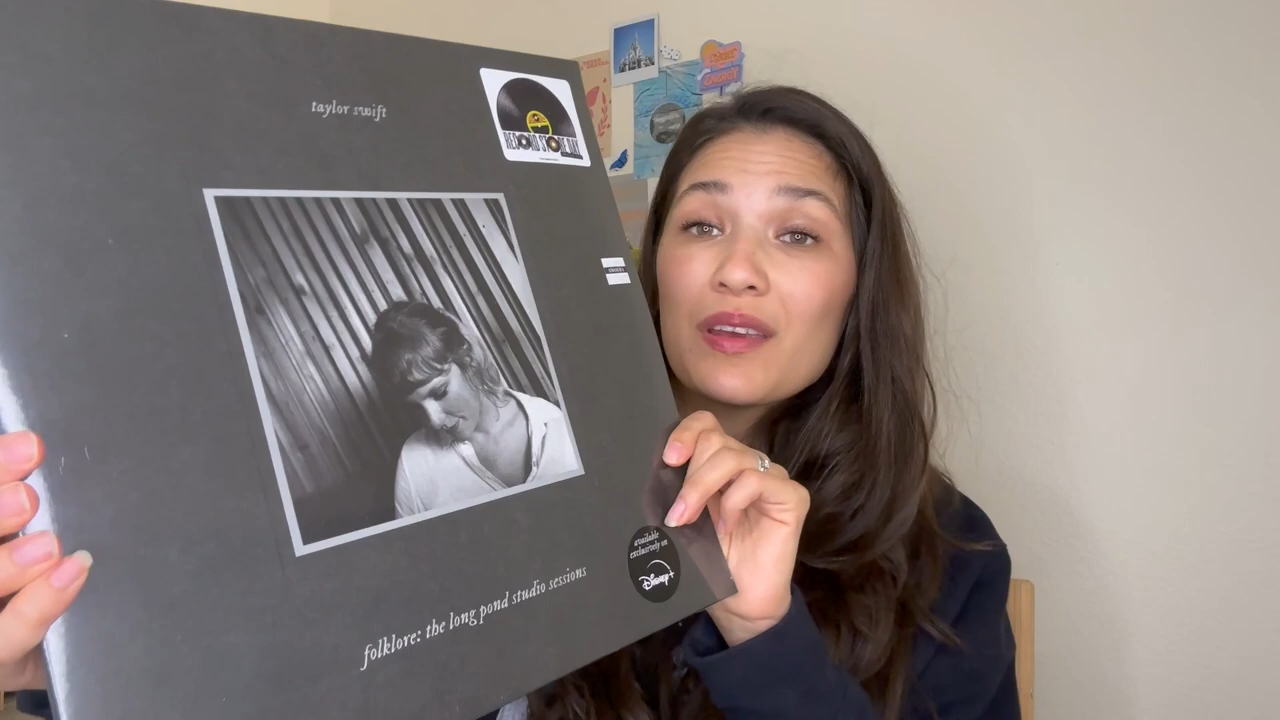 taylor swift
RECORD STORE DAY
folklore: the long pond studio sessions
available
exclusively on
Disney+